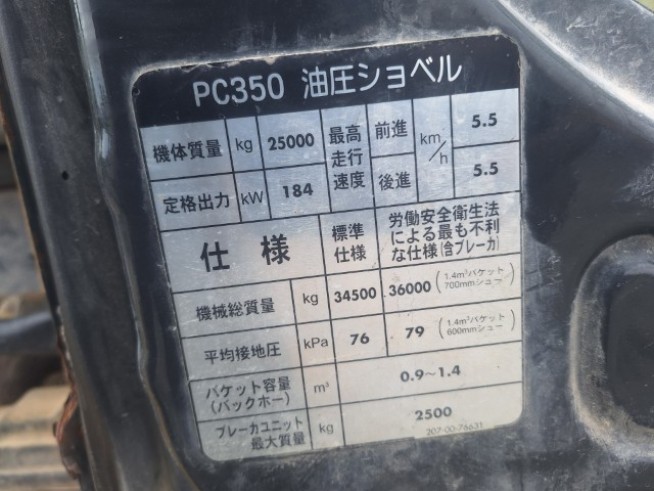 PC350 油圧ショベル
機体質量 kg 25000 最高走行速度 前進 km/h 5.5
定格出力 kW 184 後進 5.5
仕様 標準仕様 労働安全衛生法による最も不利な仕様(含ブレーカ)
機械総質量 kg 34500 36000 (1.4m³バケット 700mmシュー)
平均接地圧 kPa 76 79 (1.4m³バケット 600mmシュー)
バケット容量(バックホー) m³ 0.9~1.4
ブレーカユニット最大質量 kg 2500
207-00-76631